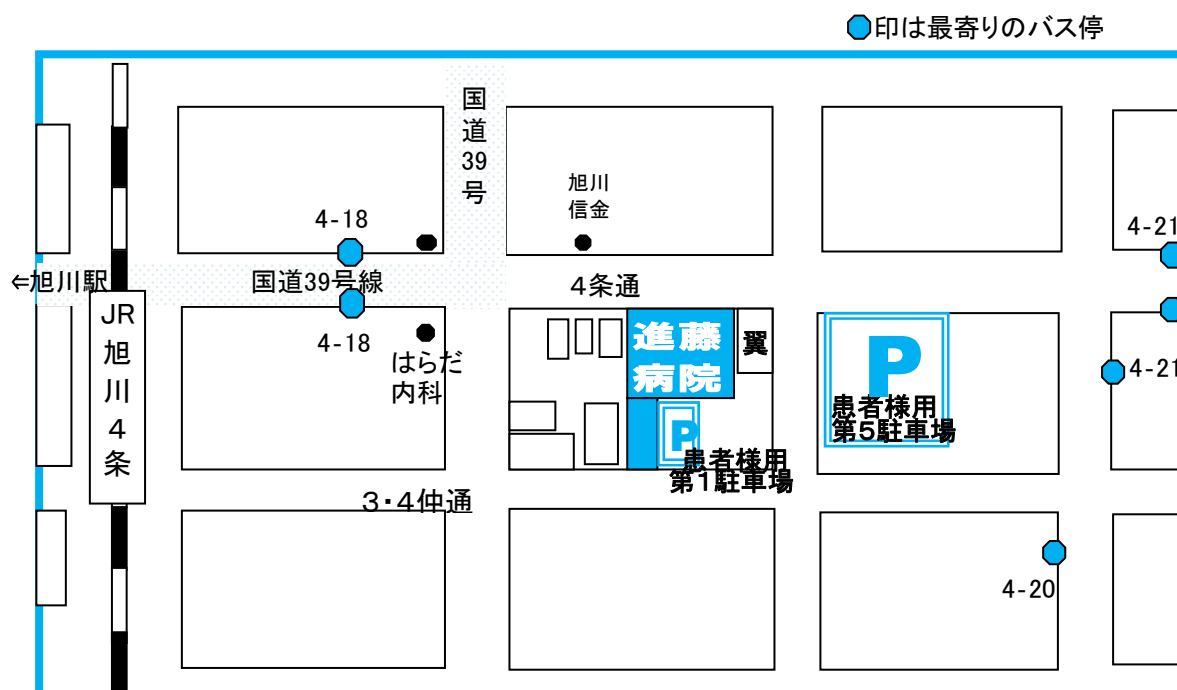 印は最寄りのバス停
国
道
39
号
旭川
信金
4-18
4-21
⇐旭川駅
国道39号線
4条通
JR
旭
川
4
条
4-18
はらだ
内科
進藤
病院
翼
P
患者様用
第5駐車場
4-21
P
患者様用
第1駐車場
3・4仲通
4-20